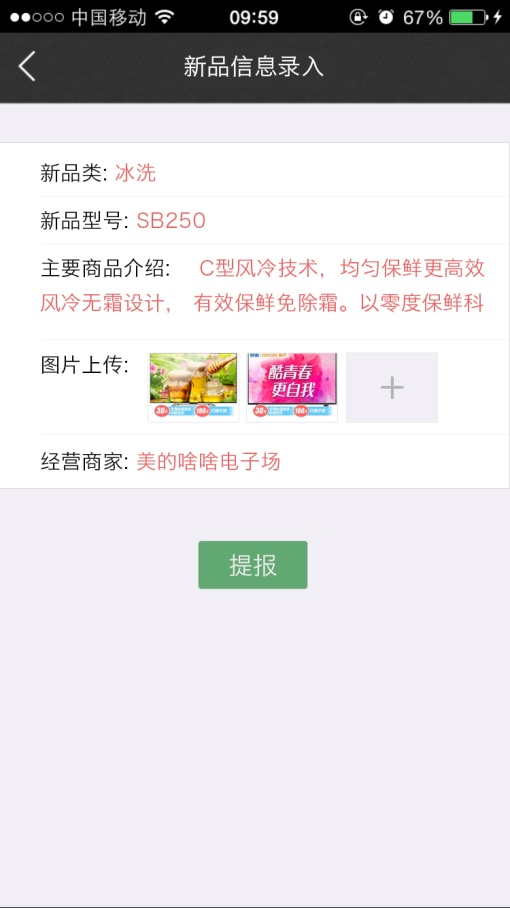 中国移动 09:59 67%
新品信息录入
新品类: 冰洗
新品型号: SB250
主要商品介绍: C型风冷技术，均匀保鲜更高效
风冷无霜设计， 有效保鲜免除霜。以零度保鲜科
图片上传:
酷青春
更自我
30+
180+
30+
180+
经营商家: 美的啥啥电子场
提报